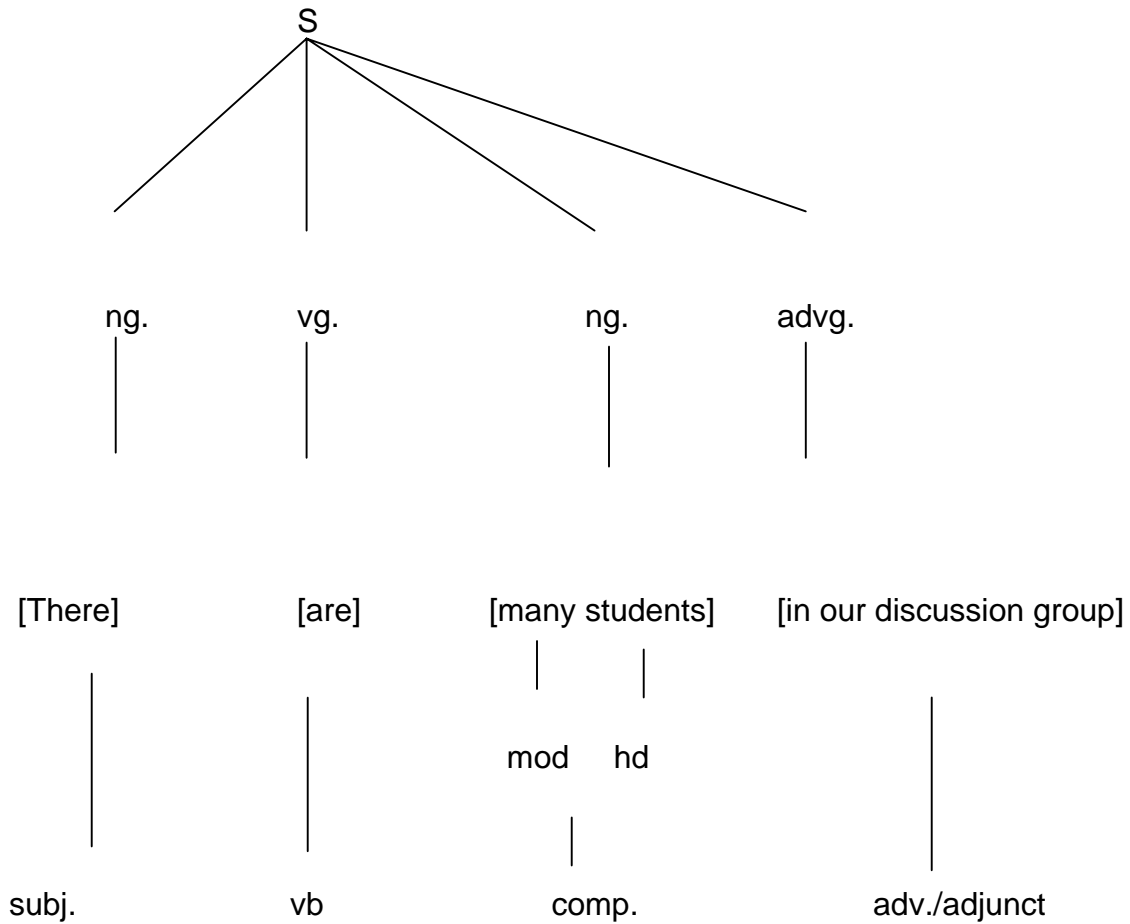 S
ng. vg. ng. advg.
[There] [are] [many students] [in our discussion group]
mod hd
subj. vb comp. adv./adjunct